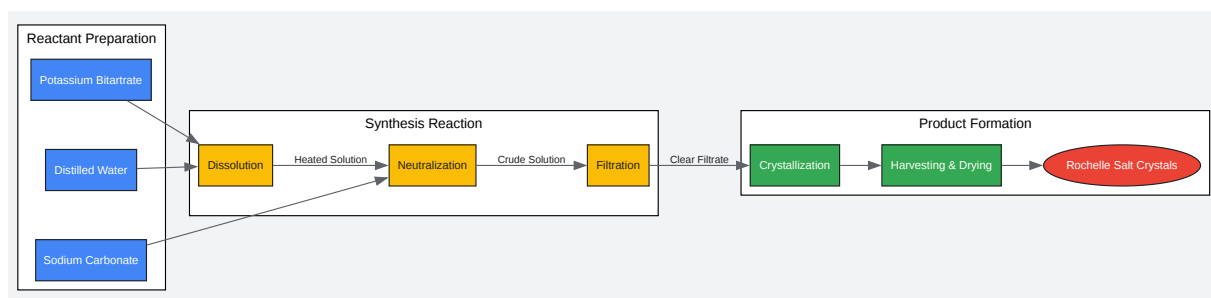 Reactant Preparation
Potassium Bitartrate
Distilled Water
Sodium Carbonate
Synthesis Reaction
Dissolution
Heated Solution
Neutralization
Crude Solution
Filtration
Clear Filtrate
Product Formation
Crystallization
Harvesting & Drying
Rochelle Salt Crystals